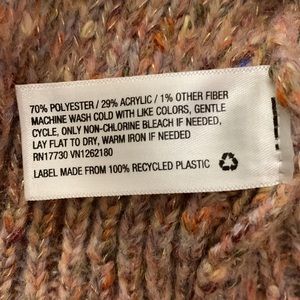 70% POLYESTER / 29% ACRYLIC / 1% OTHER FIBER
MACHINE WASH COLD WITH LIKE COLORS, GENTLE
CYCLE, ONLY NON-CHLORINE BLEACH IF NEEDED,
LAY FLAT TO DRY, WARM IRON IF NEEDED
RN17730 VN1262180
LABEL MADE FROM 100% RECYCLED PLASTIC